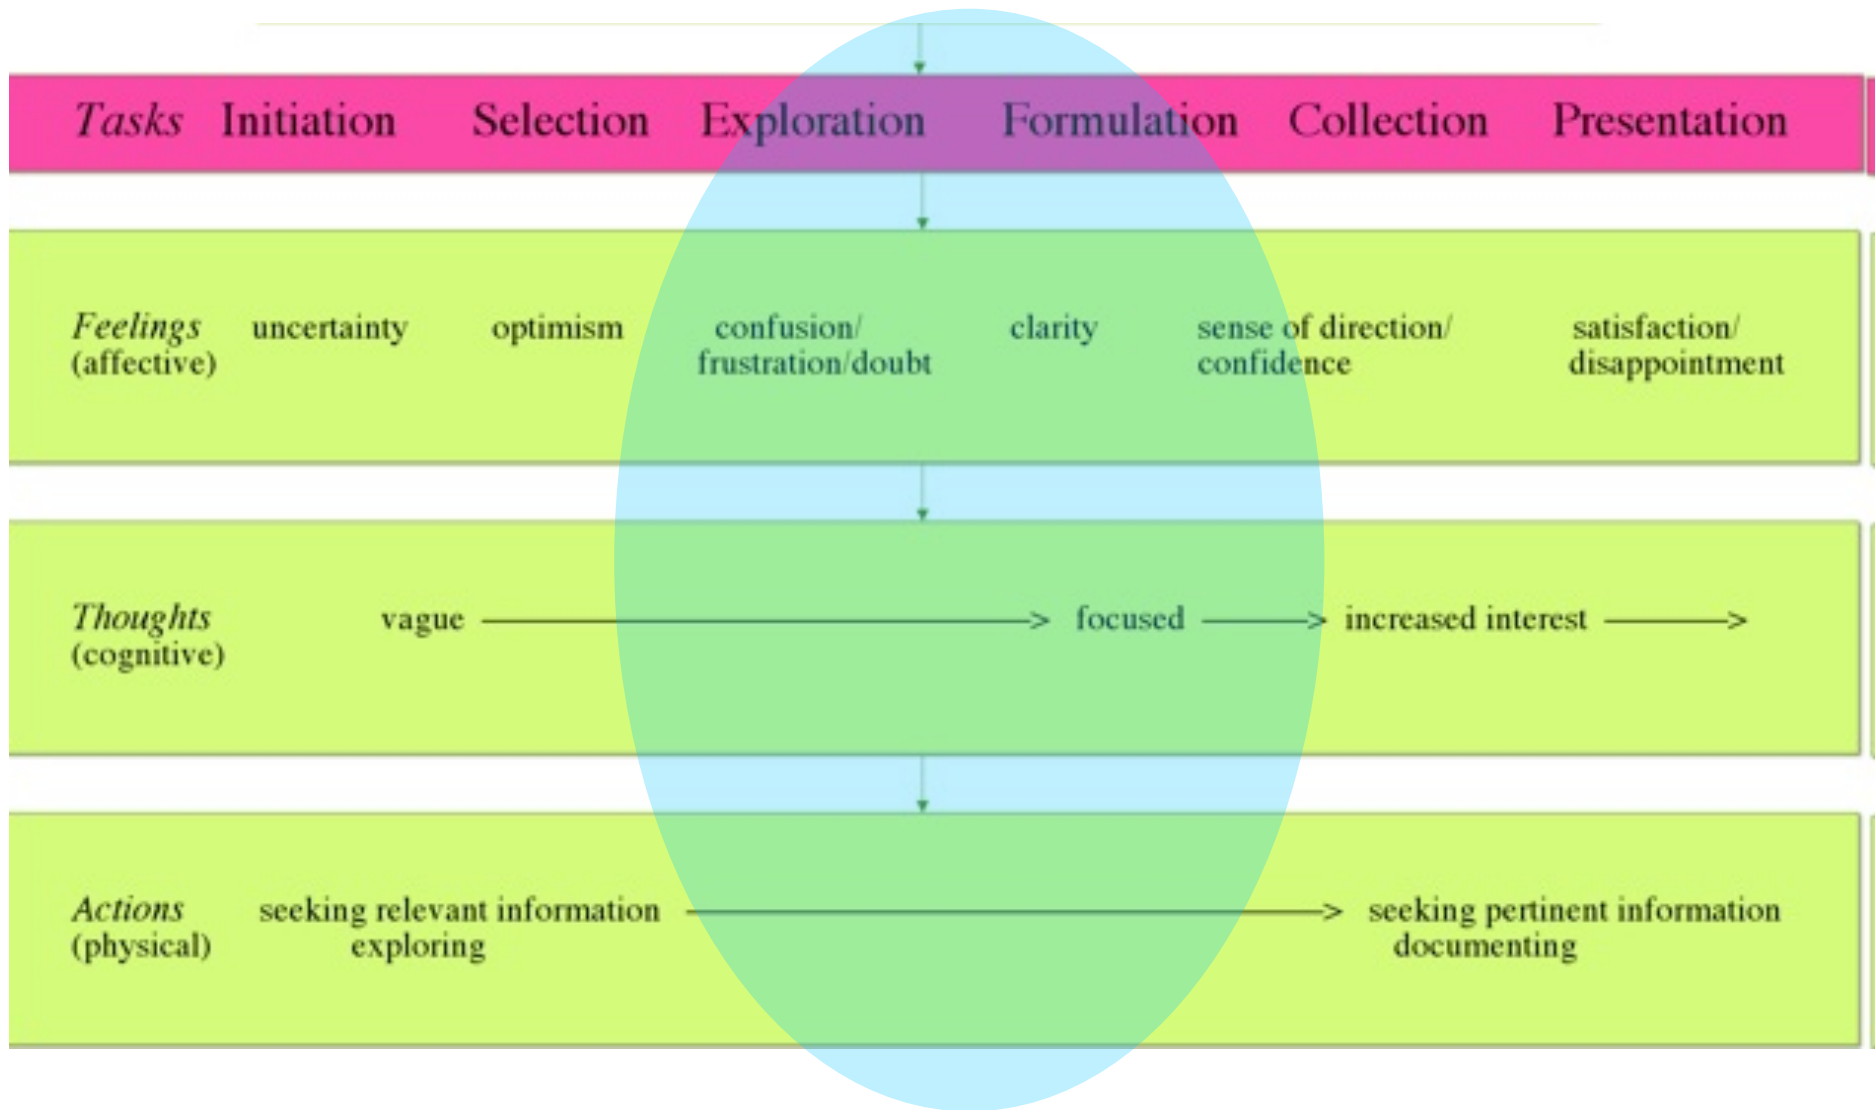 Tasks Initiation Selection Exploration Formulation Collection Presentation
Feelings uncertainty optimism confusion/ clarity sense of direction/ satisfaction/
(affective) frustration/doubt confidence disappointment
Thoughts vague focused increased interest
(cognitive)
Actions seeking relevant information seeking pertinent information
(physical) exploring documenting